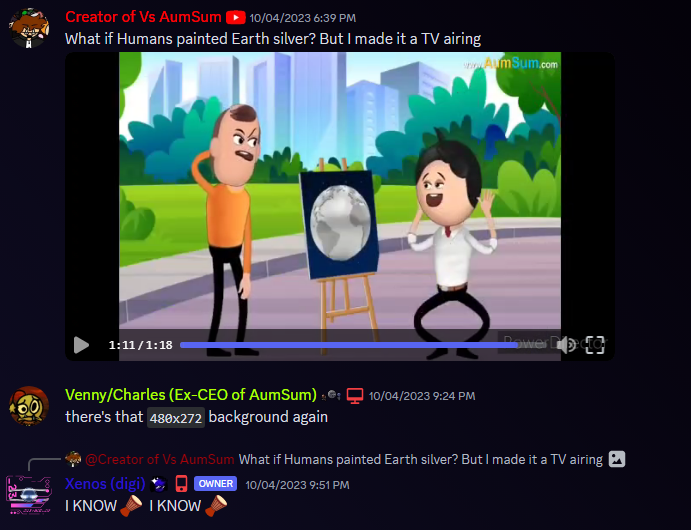 Creator of Vs AumSum 10/04/2023 6:39 PM
What if Humans painted Earth silver? But I made it a TV airing
www.AumSum.com
PowerDirector
1:11 / 1:18
Venny/Charles (Ex-CEO of AumSum) 10/04/2023 9:24 PM
there's that 480x272 background again
@Creator of Vs AumSum What if Humans painted Earth silver? But I made it a TV airing
Xenos (digi) OWNER 10/04/2023 9:51 PM
I KNOW I KNOW